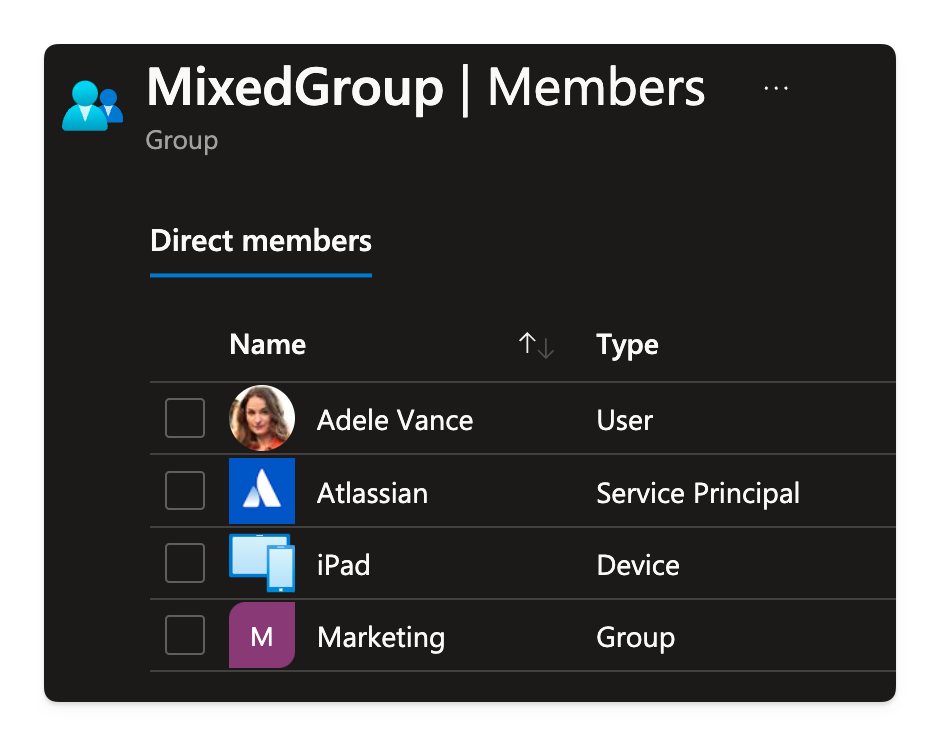 MixedGroup | Members ...
Group
Direct members
Name ↑↓ Type
Adele Vance User
Atlassian Service Principal
iPad Device
M Marketing Group